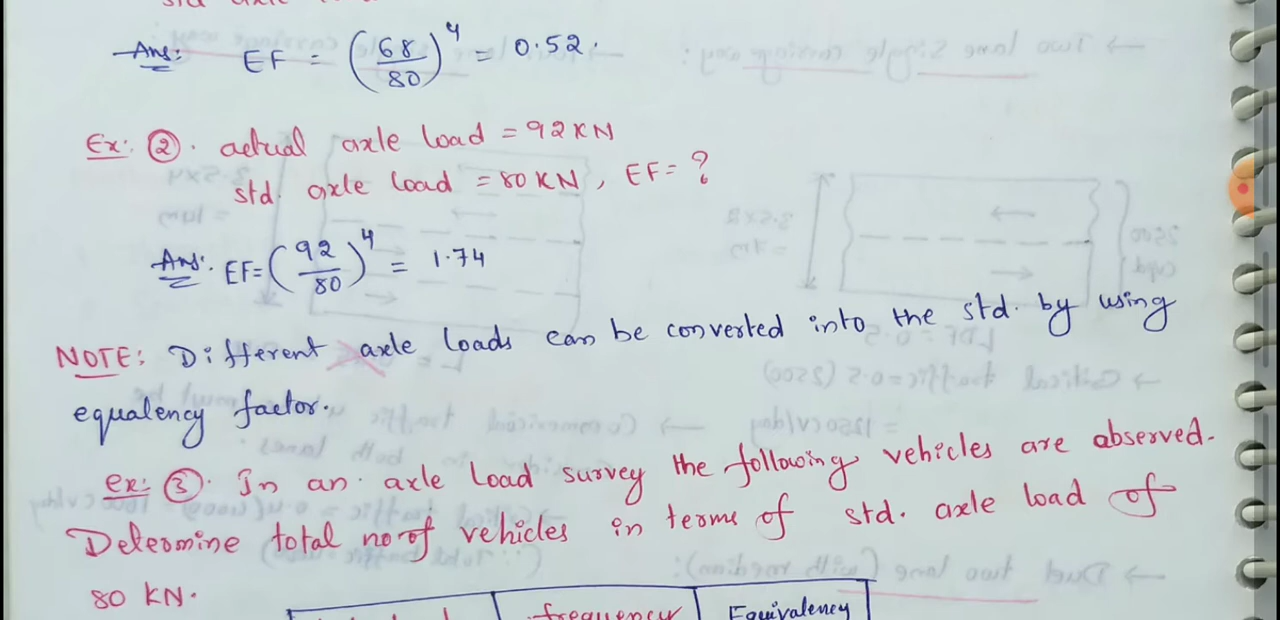 Ans: EF = (68/80)^4 = 0.52.
Ex: ②. actual axle load = 92 KN
std. axle load = 80 KN, EF = ?
Ans: EF = (92/80)^4 = 1.74
NOTE: Different axle loads can be converted into the std. by using
equalency factor.
ex: ③. In an axle load survey the following vehicles are observed.
Determine total no of vehicles in terms of std. axle load of
80 KN.
frequency Equivalency